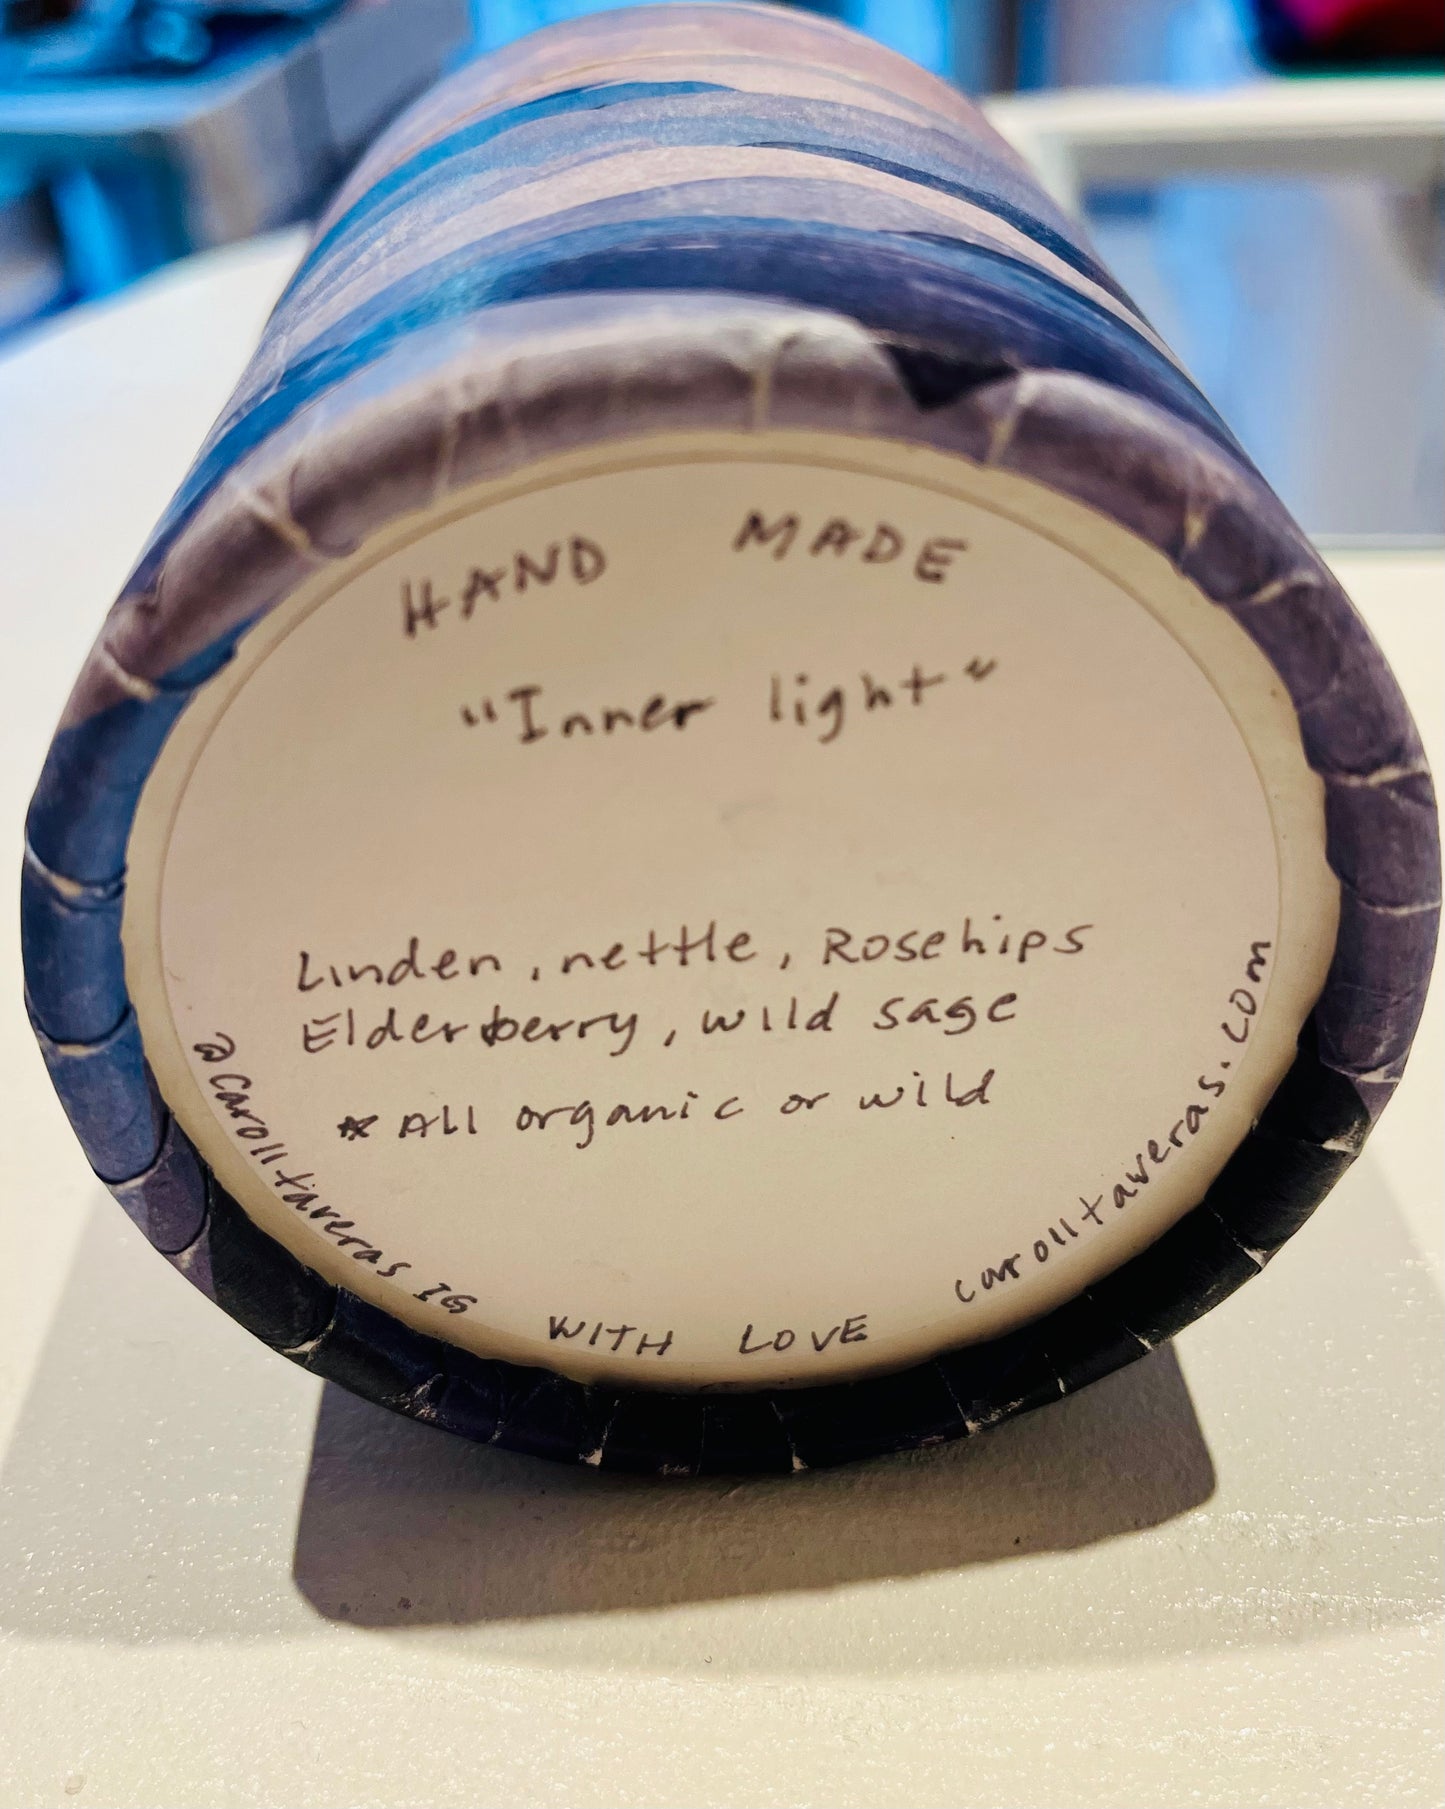 HAND MADE
"Inner light"
Linden, nettle, Rosehips
Elderberry, wild sage
*All organic or wild
@carolltaveras IG
WITH LOVE
carolltaveras.com